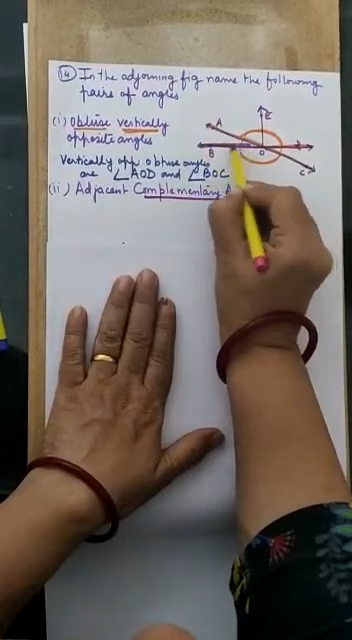 14 In the adjoining fig name the following
pairs of angles
(i) Obtuse vertically
opposite angles
Vertically opp obtuse angles
are ∠AOD and ∠BOC
(ii) Adjacent Complementary
A
E
B
O
C